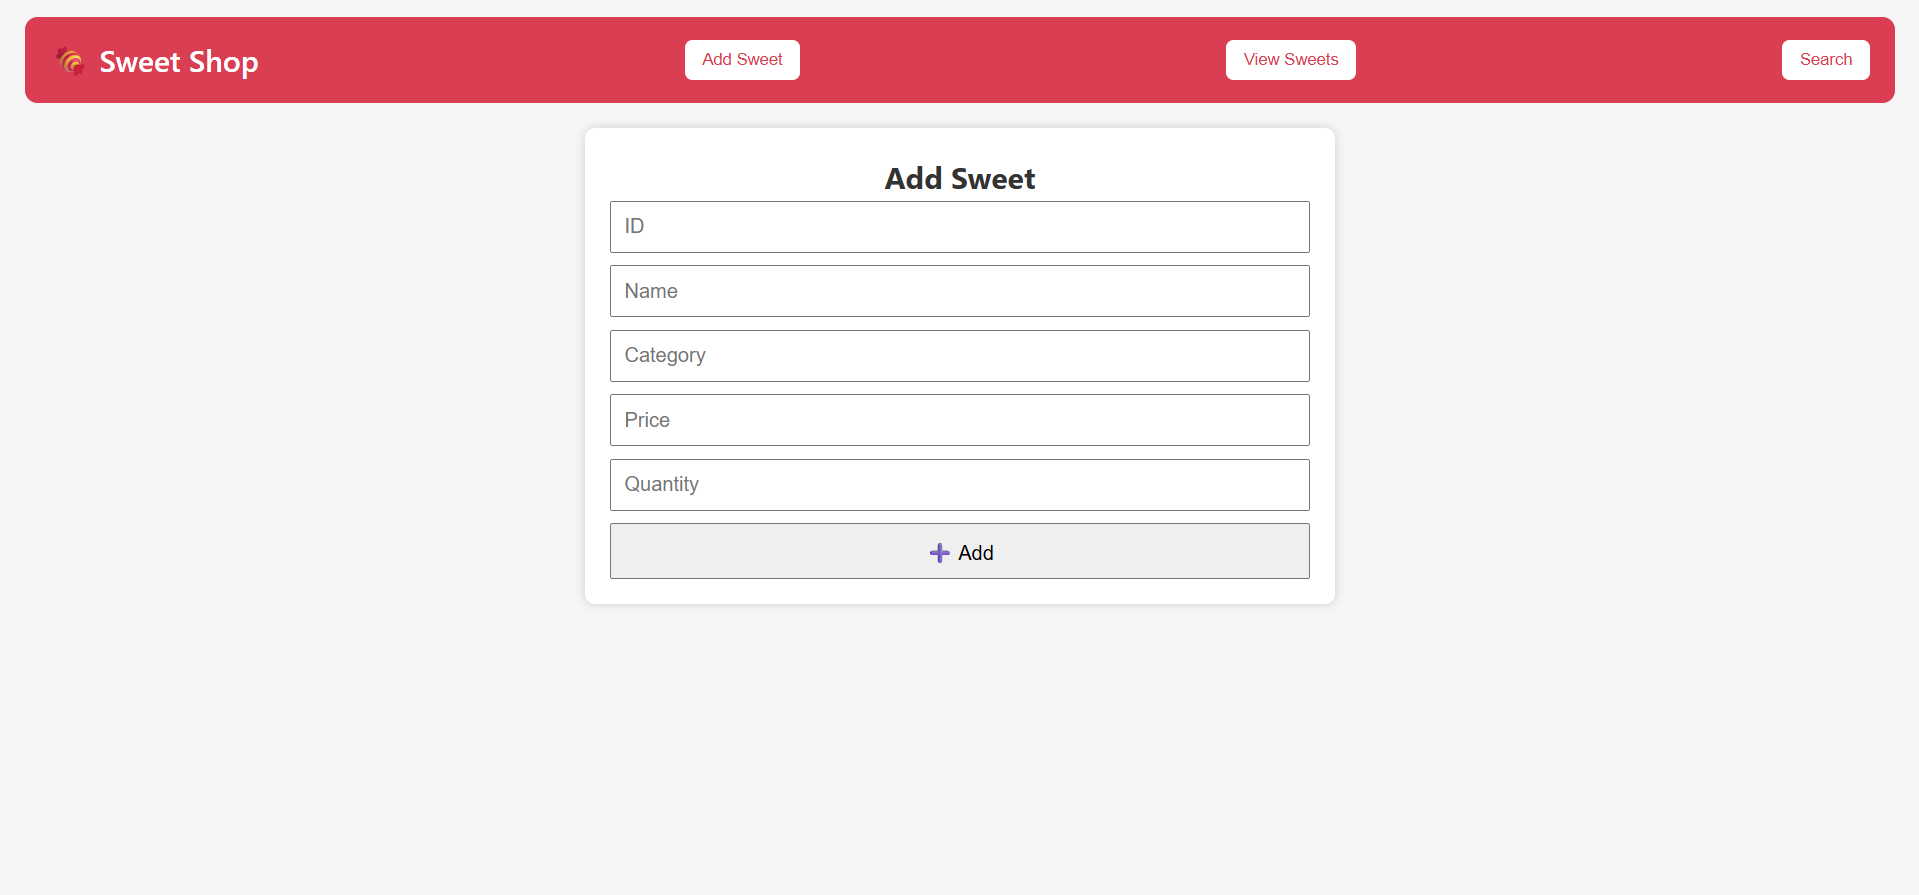 Sweet Shop
Add Sweet
View Sweets
Search
Add Sweet
ID
Name
Category
Price
Quantity
➕ Add